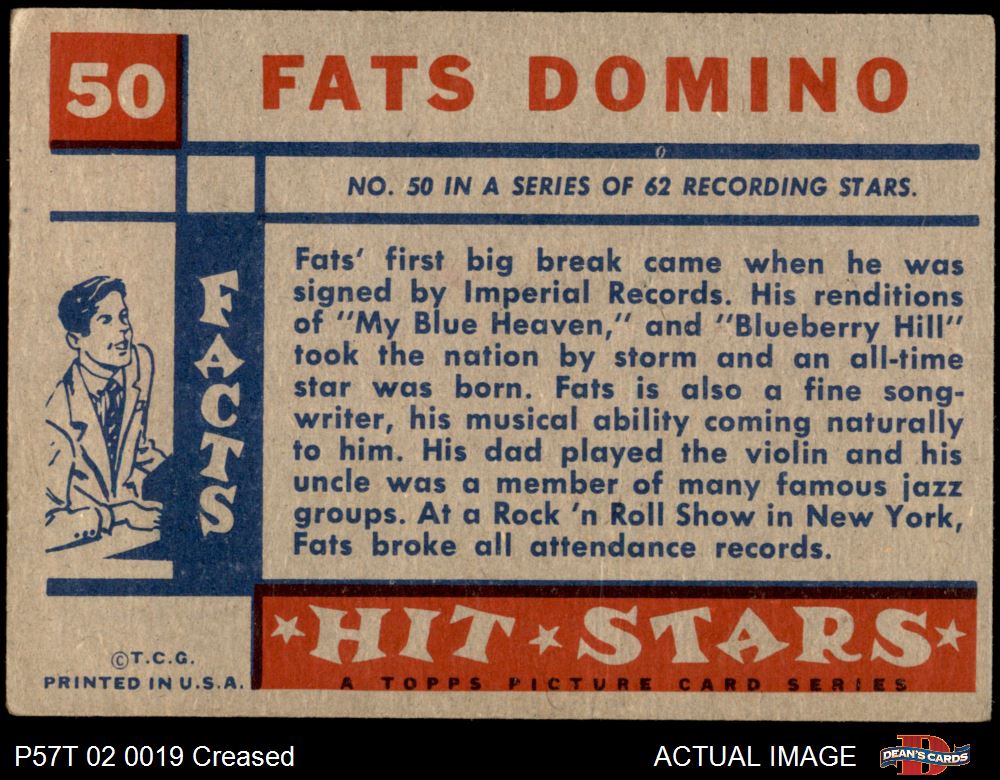 50
FATS DOMINO
NO. 50 IN A SERIES OF 62 RECORDING STARS.
FACTS
Fats' first big break came when he was
signed by Imperial Records. His renditions
of "My Blue Heaven," and "Blueberry Hill"
took the nation by storm and an all-time
star was born. Fats is also a fine song-
writer, his musical ability coming naturally
to him. His dad played the violin and his
uncle was a member of many famous jazz
groups. At a Rock 'n Roll Show in New York,
Fats broke all attendance records.
HIT STARS
A TOPPS PICTURE CARD SERIES
©T.C.G.
PRINTED IN U.S.A.
P57T 02 0019 Creased
ACTUAL IMAGE
D
DEAN'S CARDS